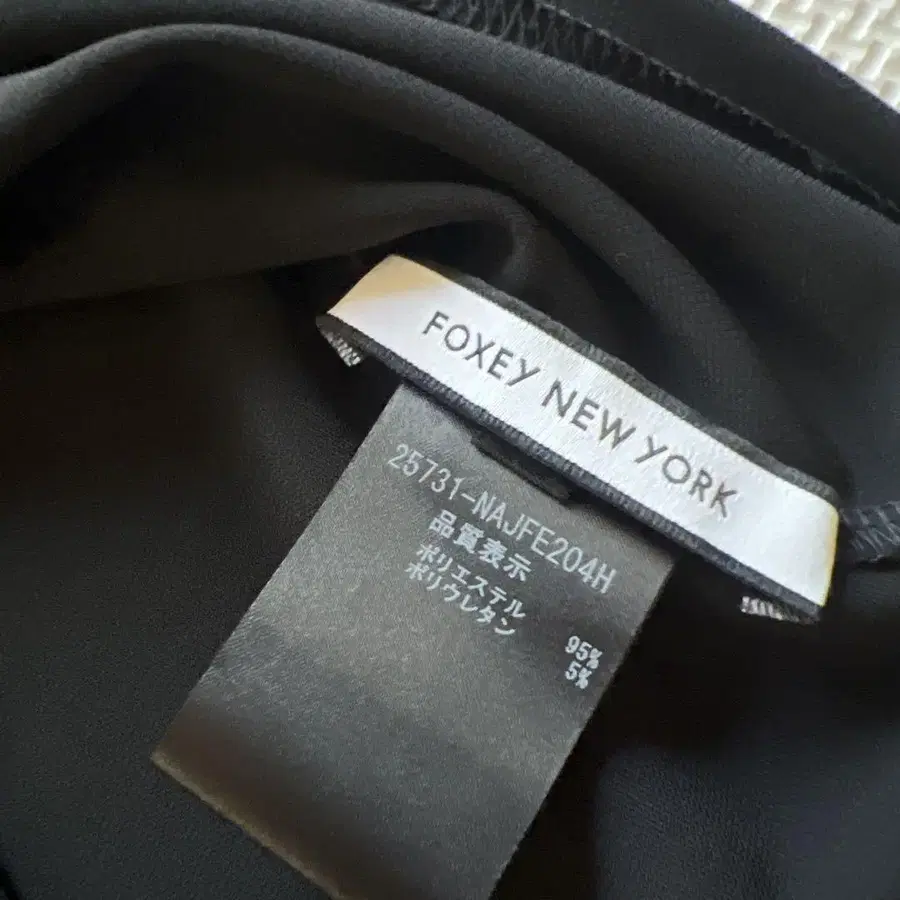 FOXEY NEW YORK
25731-NAJFE204H
品質表示
ポリエステル 95%
ポリウレタン 5%